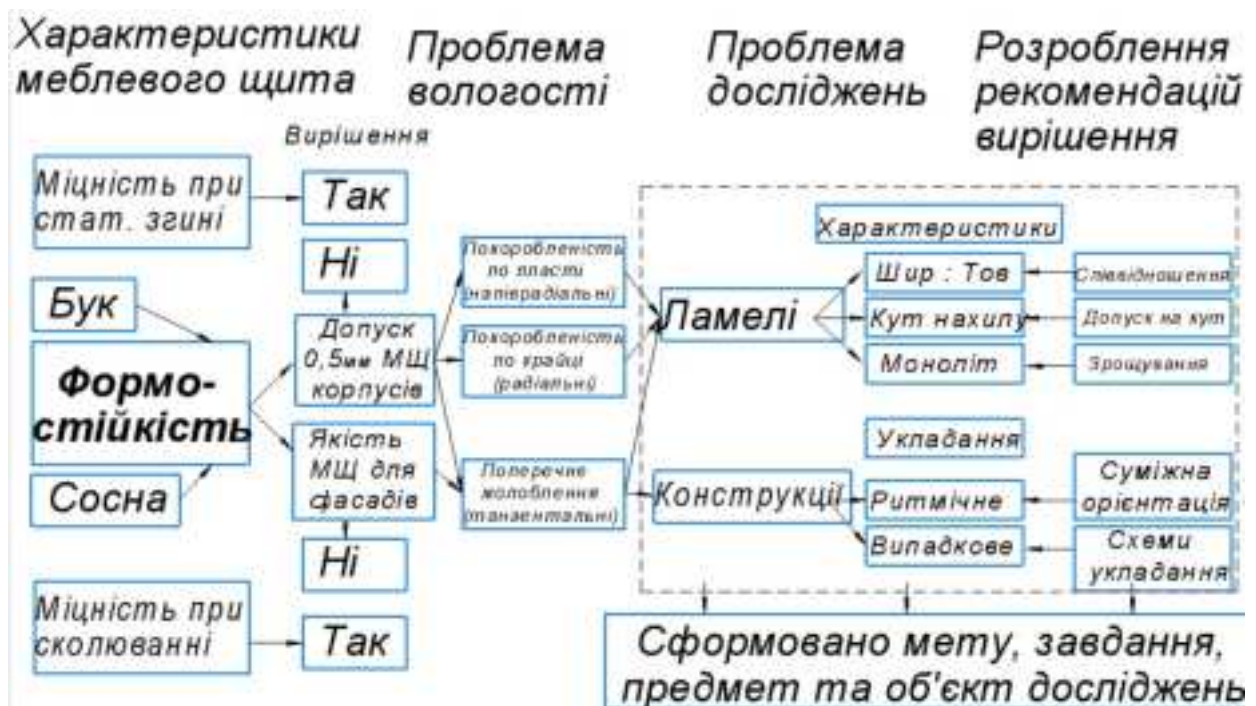 Характеристики
меблевого щита
Проблема
вологості
Проблема
досліджень
Розроблення
рекомендацій
вирішення
Вирішення
Міцність при
стат. згині
Так
Ні
Бук
Формо-
стійкість
Сосна
Допуск
0,5мм МЩ
корпусів
Якість
МЩ для
фасадів
Ні
Міцність при
сколюванні
Так
Покоробленість
по пласті
(напіврадіальні)
Покоробленість
по крайці
(радіальні)
Поперечне
жолоблення
(тангентальні)
Характеристики
Ламелі
Шир : Тов
Кут нахилу
Моноліт
Співвідношення
Допуск на кут
Зрощування
Укладання
Конструкції
Ритмічне
Випадкове
Суміжна
орієнтація
Схеми
укладання
Сформовано мету, завдання,
предмет та об'єкт досліджень